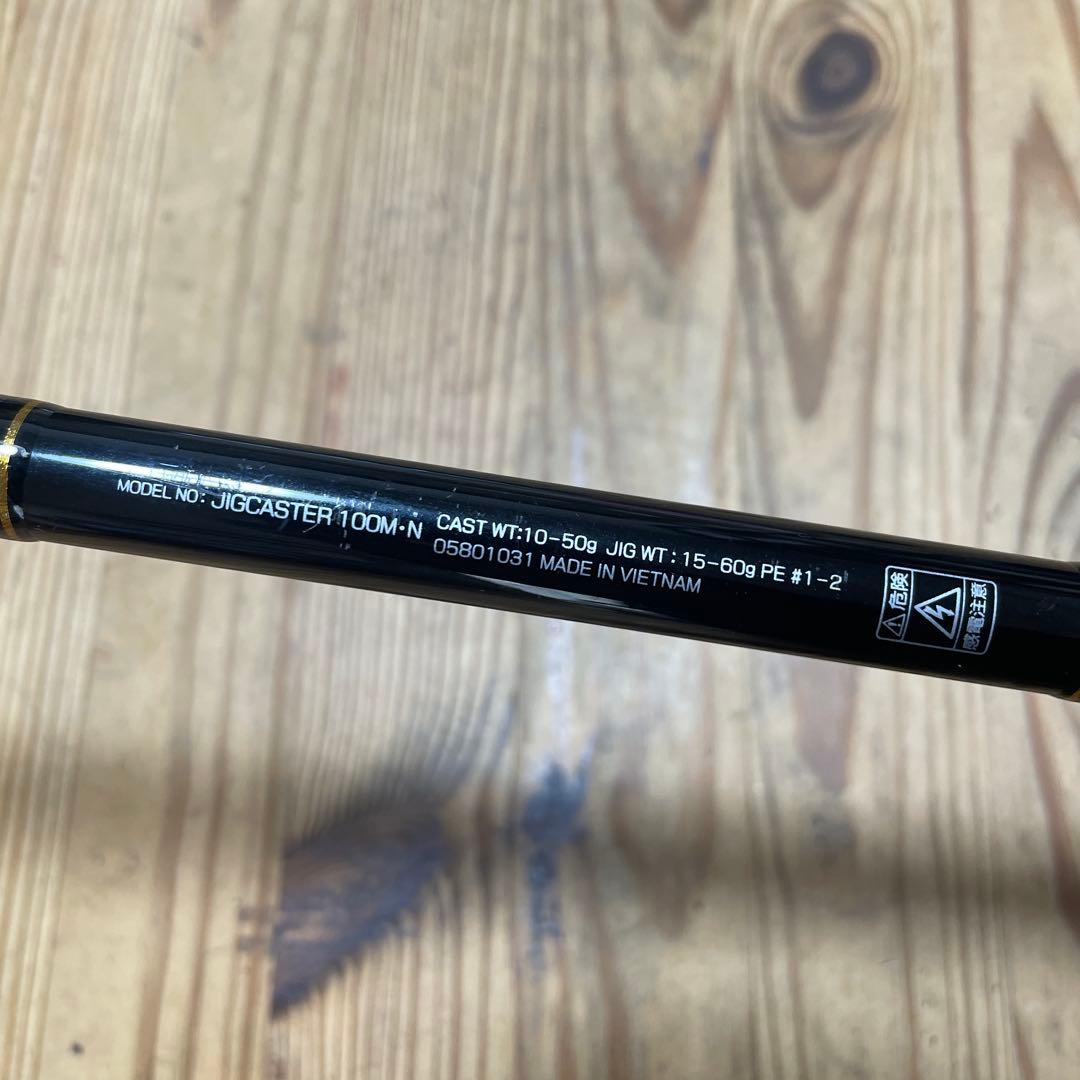 MODEL NO: JIGCASTER 100M・N CAST WT:10-50g JIG WT: 15-60g PE #1-2
05801031 MADE IN VIETNAM
危険
感電注意